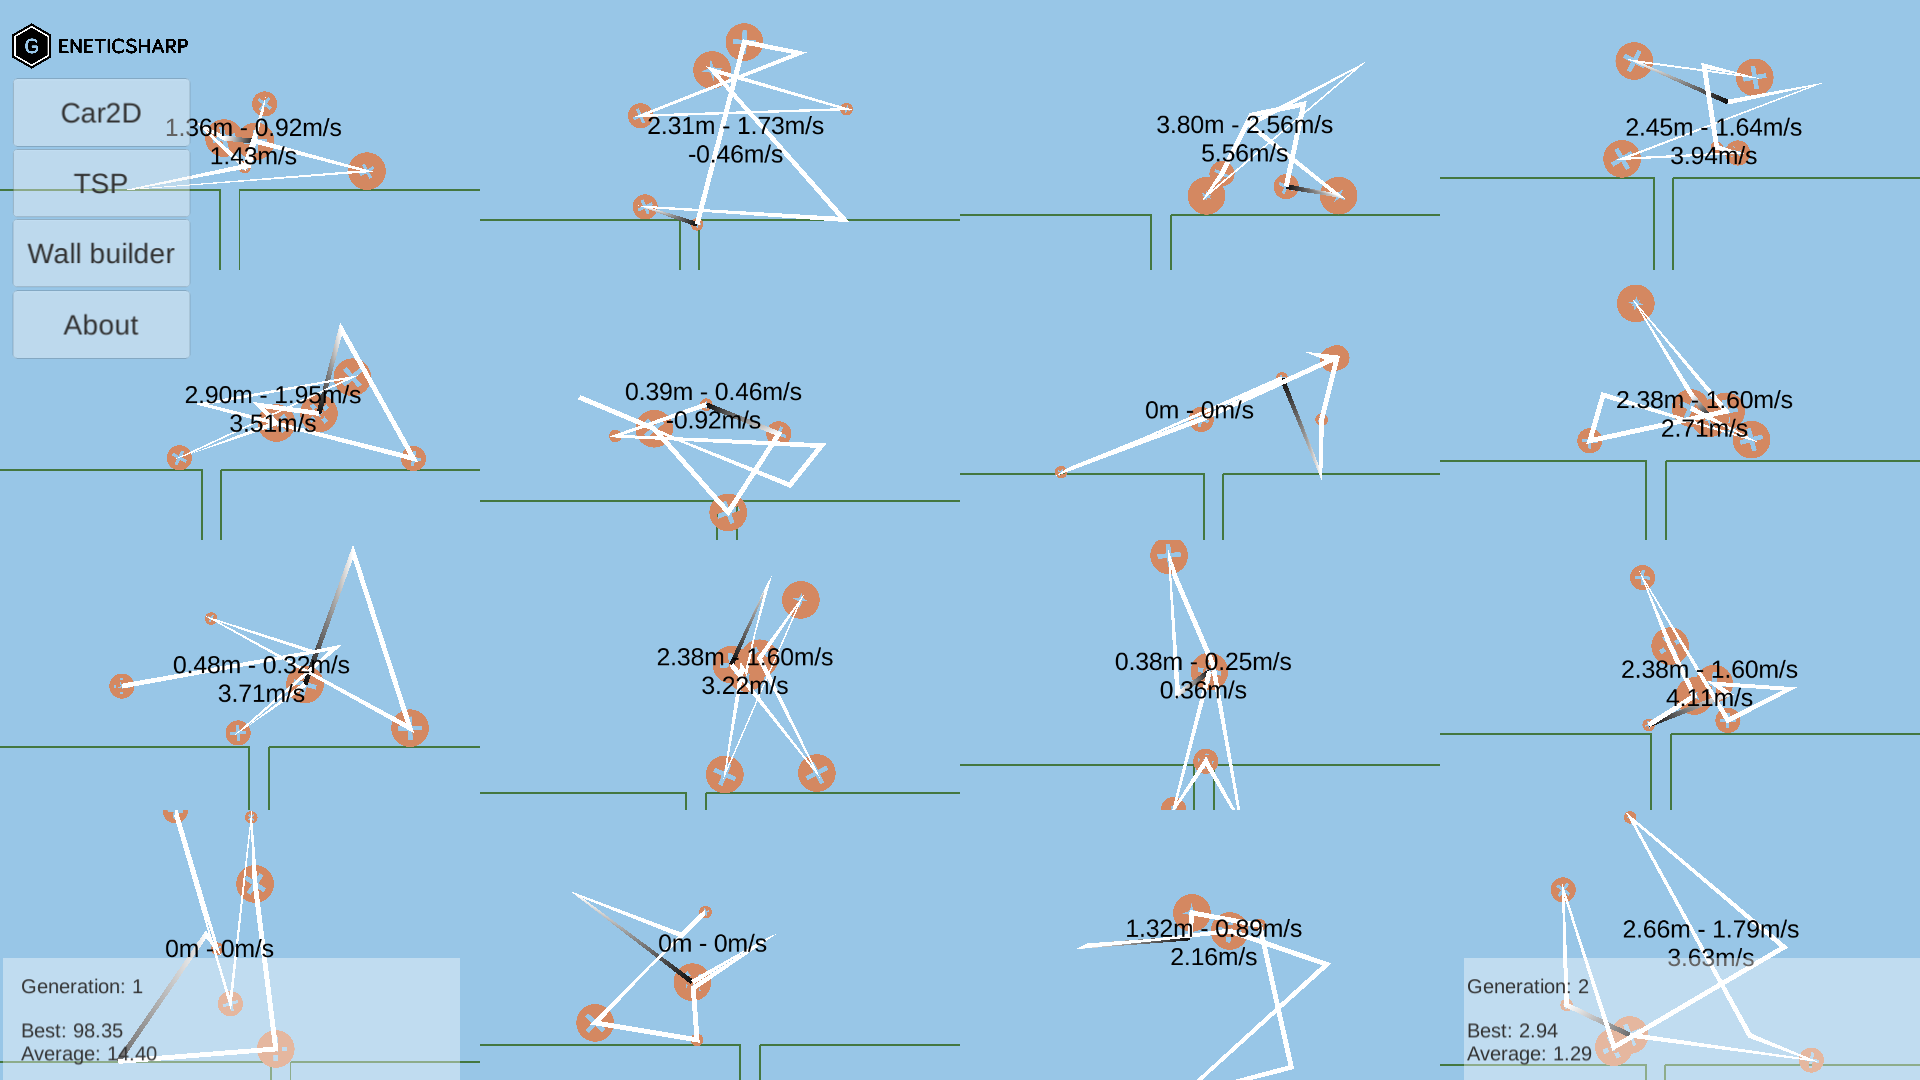 G ENETICSHARP
Car2D
TSP
Wall builder
About
1.36m - 0.92m/s
1.43m/s
2.31m - 1.73m/s
-0.46m/s
3.80m - 2.56m/s
5.56m/s
2.45m - 1.64m/s
3.94m/s
2.90m - 1.95m/s
3.51m/s
0.39m - 0.46m/s
-0.92m/s
0m - 0m/s
2.38m - 1.60m/s
2.71m/s
0.48m - 0.32m/s
3.71m/s
2.38m - 1.60m/s
3.22m/s
0.38m - 0.25m/s
0.36m/s
2.38m - 1.60m/s
4.11m/s
0m - 0m/s
0m - 0m/s
1.32m - 0.89m/s
2.16m/s
2.66m - 1.79m/s
3.63m/s
Generation: 1
Best: 98.35
Average: 14.40
Generation: 2
Best: 2.94
Average: 1.29